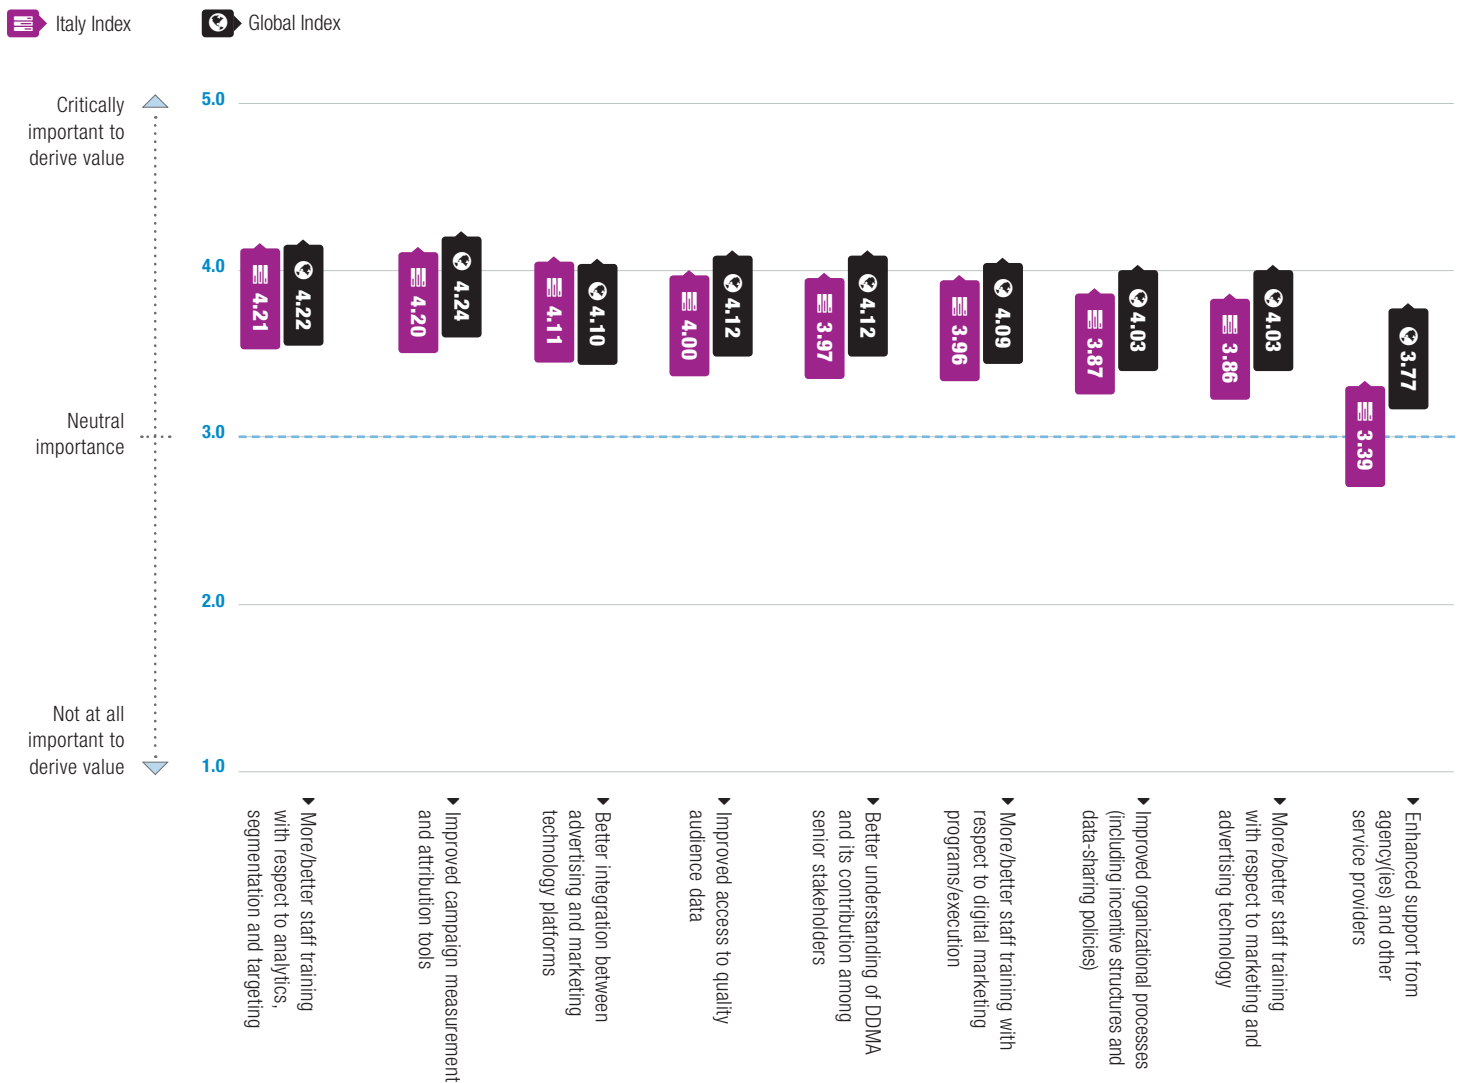 Italy Index
Global Index
Critically
important to
derive value
Neutral
importance
Not at all
important to
derive value
5.0
4.0
3.0
2.0
1.0
4.21
4.22
4.20
4.24
4.11
4.10
4.00
4.12
3.97
4.12
3.96
4.09
3.87
4.03
3.86
4.03
3.39
3.77
More/better staff training
with respect to analytics,
segmentation and targeting
Improved campaign measurement
and attribution tools
Better integration between
advertising and marketing
technology platforms
Improved access to quality
audience data
Better understanding of DDMA
and its contribution among
senior stakeholders
More/better staff training with
respect to digital marketing
programs/execution
Improved organizational processes
(including incentive structures and
data-sharing policies)
More/better staff training
with respect to marketing and
advertising technology
Enhanced support from
agency(ies) and other
service providers